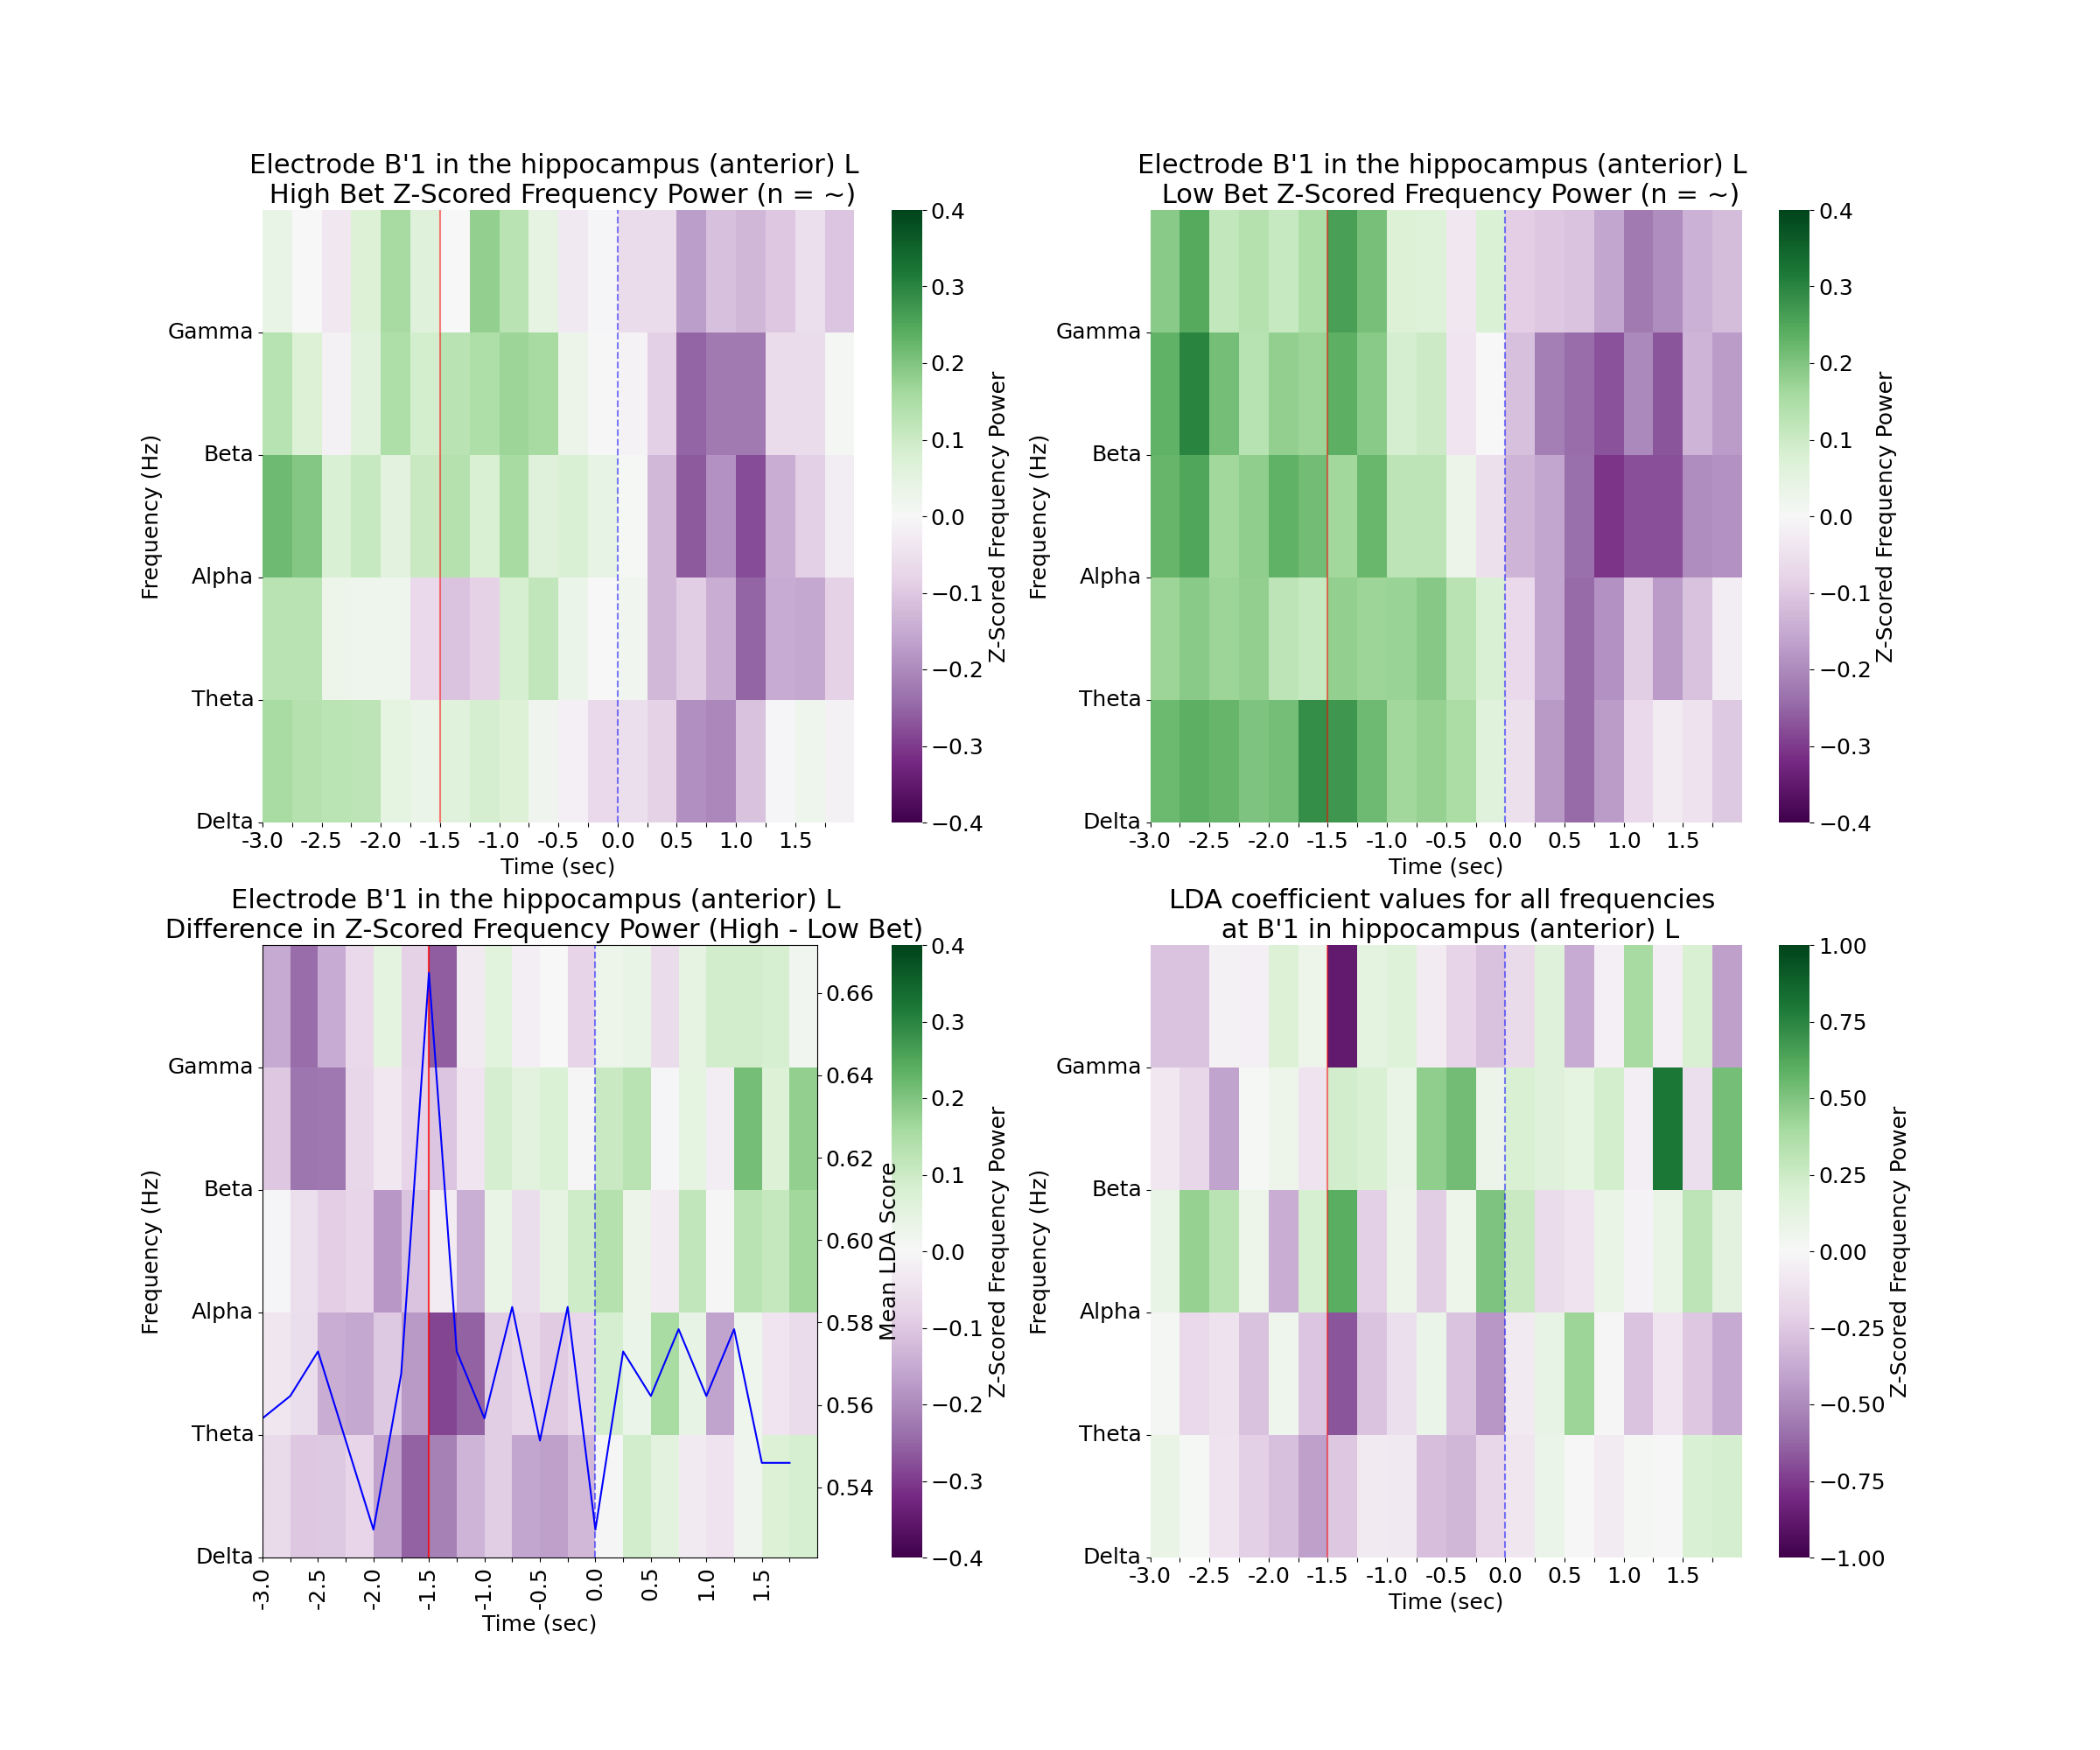 Electrode B'1 in the hippocampus (anterior) L
High Bet Z-Scored Frequency Power (n = ~)
Gamma
Beta
Alpha
Theta
Delta
Frequency (Hz)
-3.0 -2.5 -2.0 -1.5 -1.0 -0.5 0.0 0.5 1.0 1.5
Time (sec)
0.4
0.3
0.2
0.1
0.0
−0.1
−0.2
−0.3
−0.4
Z-Scored Frequency Power
Electrode B'1 in the hippocampus (anterior) L
Low Bet Z-Scored Frequency Power (n = ~)
Gamma
Beta
Alpha
Theta
Delta
Frequency (Hz)
-3.0 -2.5 -2.0 -1.5 -1.0 -0.5 0.0 0.5 1.0 1.5
Time (sec)
0.4
0.3
0.2
0.1
0.0
−0.1
−0.2
−0.3
−0.4
Z-Scored Frequency Power
Electrode B'1 in the hippocampus (anterior) L
Difference in Z-Scored Frequency Power (High - Low Bet)
Gamma
Beta
Alpha
Theta
Delta
Frequency (Hz)
-3.0 -2.5 -2.0 -1.5 -1.0 -0.5 0.0 0.5 1.0 1.5
Time (sec)
0.66
0.64
0.62
0.60
0.58
0.56
0.54
Mean LDA Score
0.4
0.3
0.2
0.1
0.0
−0.1
−0.2
−0.3
−0.4
Z-Scored Frequency Power
LDA coefficient values for all frequencies
at B'1 in hippocampus (anterior) L
Gamma
Beta
Alpha
Theta
Delta
Frequency (Hz)
-3.0 -2.5 -2.0 -1.5 -1.0 -0.5 0.0 0.5 1.0 1.5
Time (sec)
1.00
0.75
0.50
0.25
0.00
−0.25
−0.50
−0.75
−1.00
Z-Scored Frequency Power